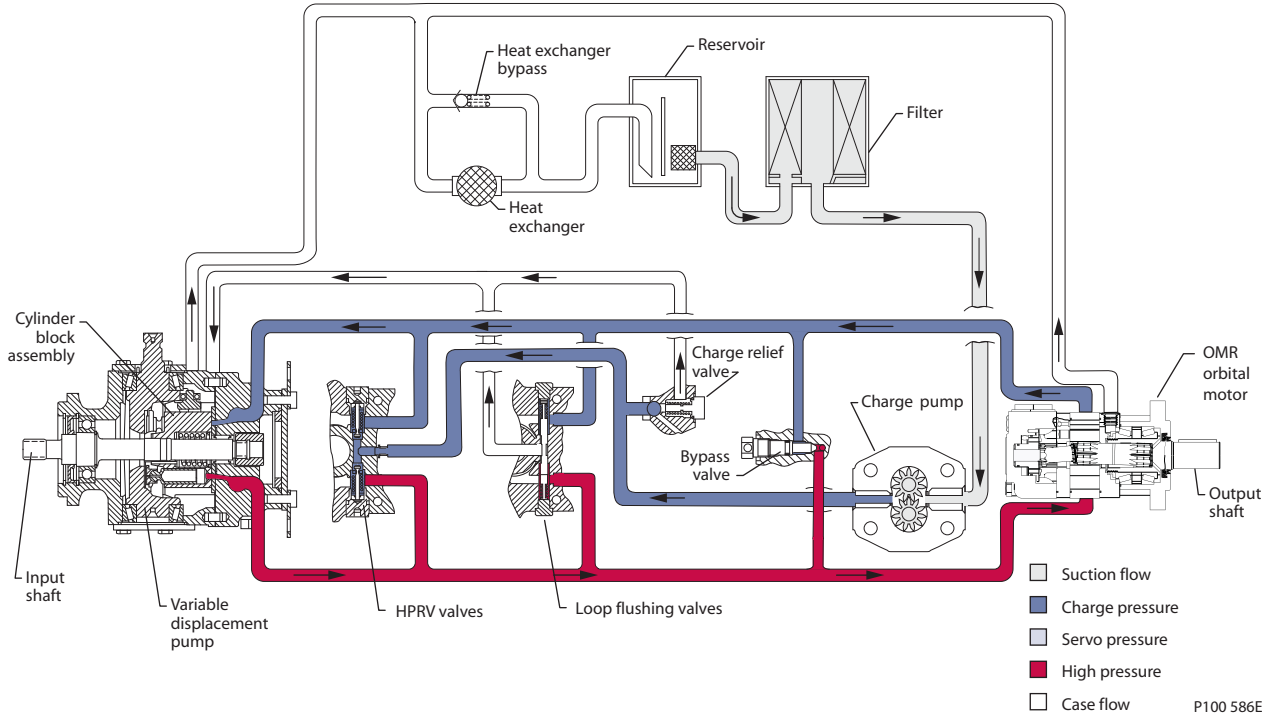 Heat exchanger
bypass
Reservoir
Filter
Heat
exchanger
Cylinder
block
assembly
Charge relief
valve
OMR
orbital
motor
Charge pump
Bypass
valve
Output
shaft
Input
shaft
Variable
displacement
pump
HPRV valves
Loop flushing valves
Suction flow
Charge pressure
Servo pressure
High pressure
Case flow
P100 586E